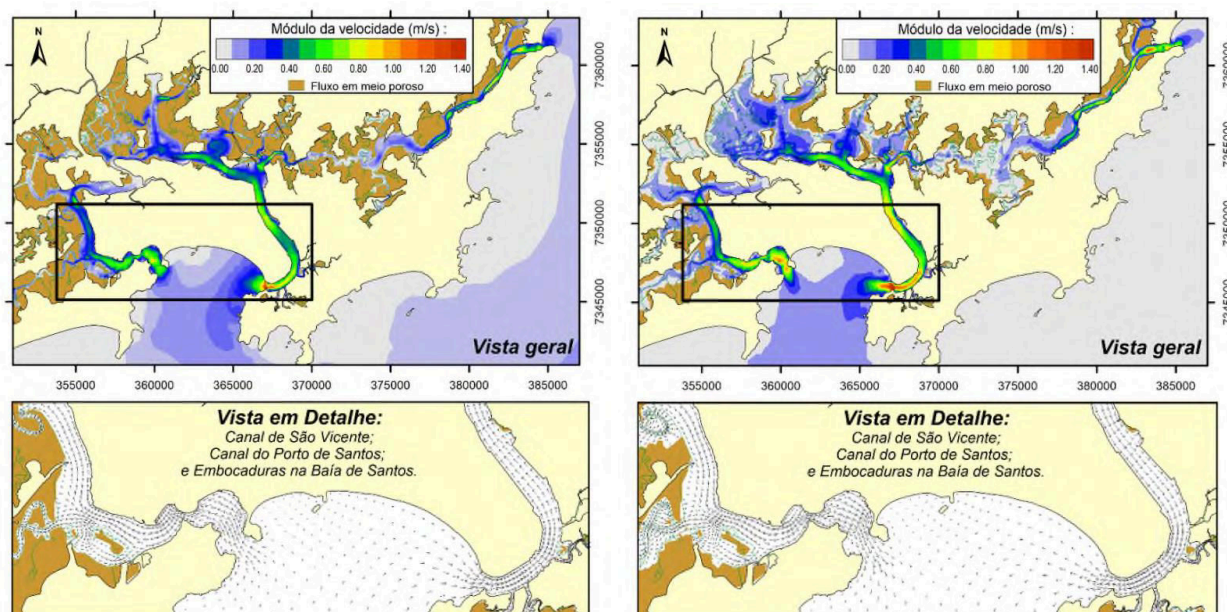 N
Módulo da velocidade (m/s) :
0.00 0.20 0.40 0.60 0.80 1.00 1.20 1.40
Fluxo em meio poroso
7360000
7355000
7350000
7345000
Vista geral
355000 360000 365000 370000 375000 380000 385000
N
Módulo da velocidade (m/s) :
0.00 0.20 0.40 0.60 0.80 1.00 1.20 1.40
Fluxo em meio poroso
7360000
7355000
7350000
7345000
Vista geral
355000 360000 365000 370000 375000 380000 385000
Vista em Detalhe:
Canal de São Vicente;
Canal do Porto de Santos;
e Embocaduras na Baía de Santos.
Vista em Detalhe:
Canal de São Vicente;
Canal do Porto de Santos;
e Embocaduras na Baía de Santos.